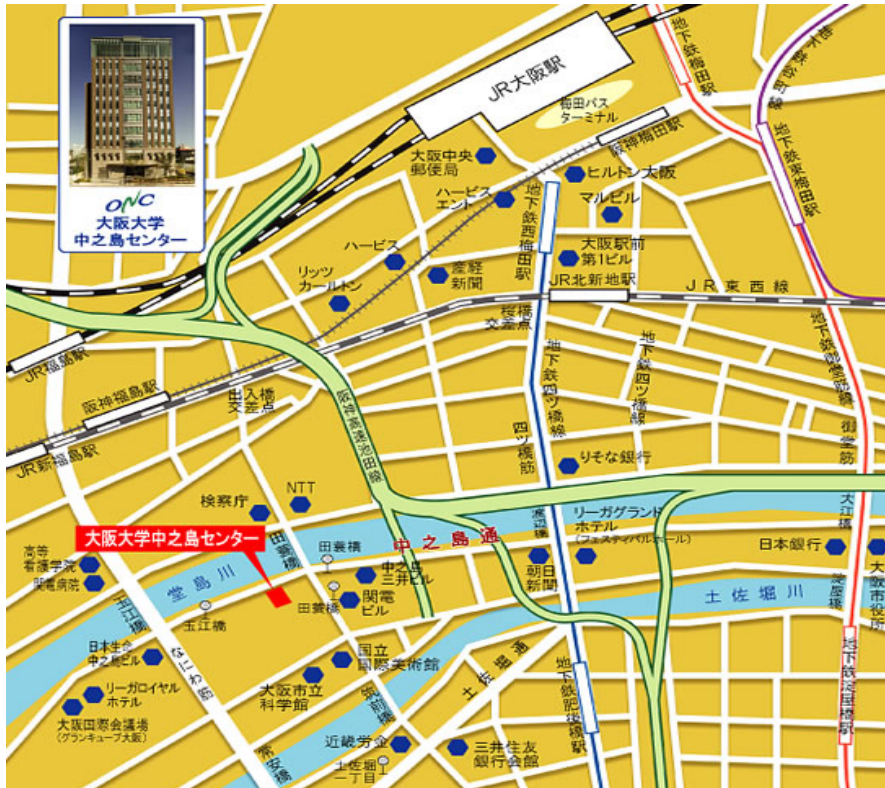 JR大阪駅
梅田バス
ターミナル
地下鉄梅田駅
地下鉄東梅田駅
阪神梅田駅
ONC
大阪大学
中之島センター
大阪中央
郵便局
ヒルトン大阪
マルビル
ハービス
エント
地下鉄西梅田駅
ハービス
産経
新聞
リッツ
カールトン
大阪駅前
第1ビル
JR北新地駅
JR東西線
桜橋
交差点
JR福島駅
阪神福島駅
出入橋
交差点
JR新福島駅
阪神高速池田線
地下鉄四ツ橋線
地下鉄四ツ橋線
四ツ橋筋
地下鉄御堂筋線
御堂筋
りそな銀行
NTT
検察庁
大阪大学中之島センター
田蓑橋
田蓑橋
中之島通
渡辺橋
リーガグランド
ホテル
(フェスティバルホール)
大江橋
高等
看護学院
関電病院
堂島川
玉江橋
玉江橋
中之島
三井ビル
関電
ビル
田蓑橋
朝日
新聞
日本銀行
淀屋橋
大阪市役所
土佐堀川
日本生命
中之島ビル
なにわ筋
国立
国際美術館
大阪市立
科学館
リーガロイヤル
ホテル
大阪国際会議場
(グランキューブ大阪)
筑前橋
土佐堀通
地下鉄肥後橋駅
地下鉄淀屋橋駅
常安橋
近畿労金
土佐堀
一丁目
三井住友
銀行会館